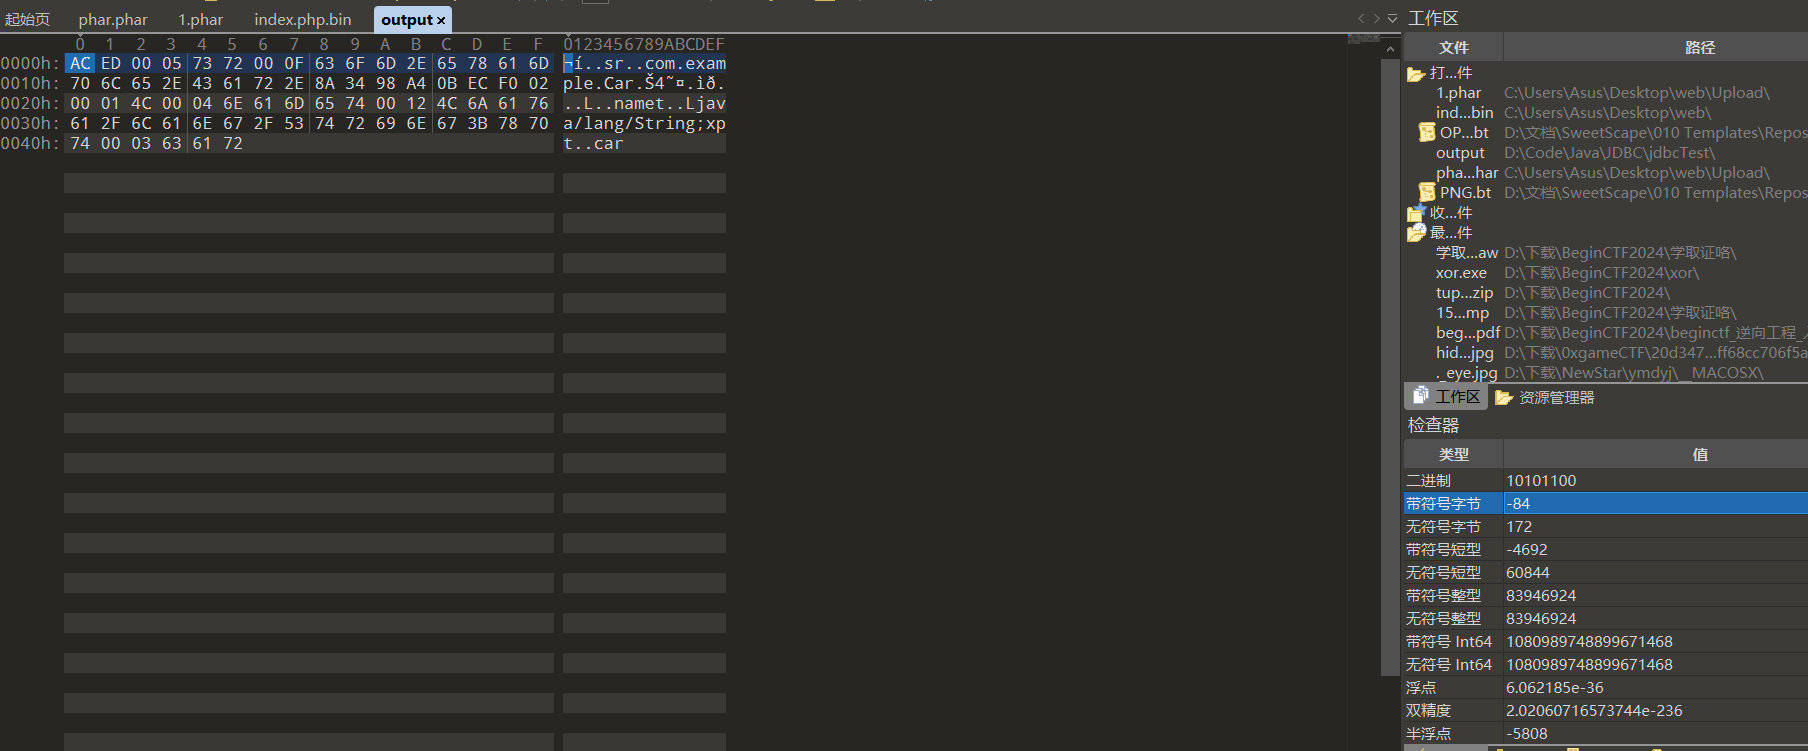 起始页 phar.phar 1.phar index.php.bin output ×
0 1 2 3 4 5 6 7 8 9 A B C D E F 0123456789ABCDEF
0000h: AC ED 00 05 73 72 00 0F 63 6F 6D 2E 65 78 61 6D ¬í..sr..com.exam
0010h: 70 6C 65 2E 43 61 72 2E 8A 34 98 A4 0B EC F0 02 ple.Car.Š4˜¤.ìð.
0020h: 00 01 4C 00 04 6E 61 6D 65 74 00 12 4C 6A 61 76 ..L..namet..Ljav
0030h: 61 2F 6C 61 6E 67 2F 53 74 72 69 6E 67 3B 78 70 a/lang/String;xp
0040h: 74 00 03 63 61 72 t..car
工作区
文件 路径
打...件
1.phar C:\Users\Asus\Desktop\web\Upload\
ind...bin C:\Users\Asus\Desktop\web\
OP...bt D:\文档\SweetScape\010 Templates\Repos
output D:\Code\Java\JDBC\jdbcTest\
pha...har C:\Users\Asus\Desktop\web\Upload\
PNG.bt D:\文档\SweetScape\010 Templates\Repos
收...件
最...件
学取...aw D:\下载\BeginCTF2024\学取证咯\
xor.exe D:\下载\BeginCTF2024\xor\
tup...zip D:\下载\BeginCTF2024\
15...mp D:\下载\BeginCTF2024\学取证咯\
beg...pdf D:\下载\BeginCTF2024\beginctf_逆向工程_
hid...jpg D:\下载\0xgameCTF\20d347...ff68cc706f5a
._eye.jpg D:\下载\NewStar\ymdyj\__MACOSX\
工作区 资源管理器
检查器
类型 值
二进制 10101100
带符号字节 -84
无符号字节 172
带符号短型 -4692
无符号短型 60844
带符号整型 83946924
无符号整型 83946924
带符号 Int64 1080989748899671468
无符号 Int64 1080989748899671468
浮点 6.062185e-36
双精度 2.02060716573744e-236
半浮点 -5808